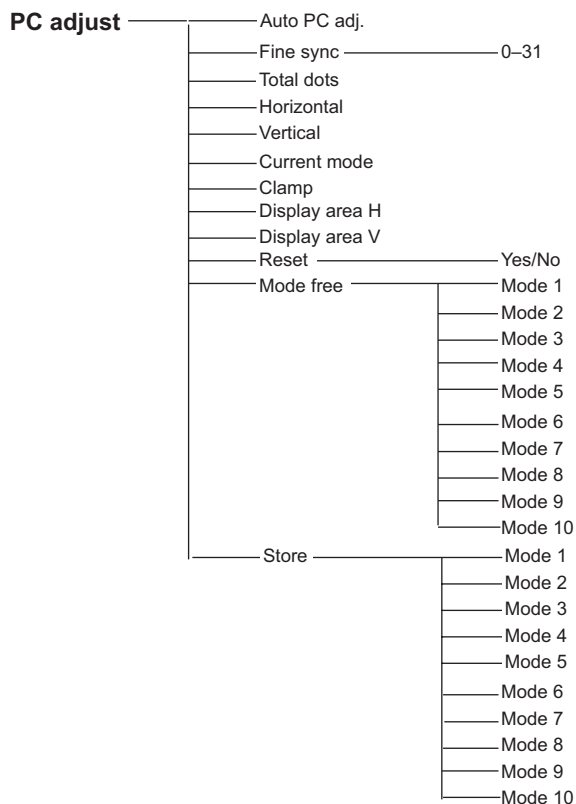 PC adjust Auto PC adj.
Fine sync 0–31
Total dots
Horizontal
Vertical
Current mode
Clamp
Display area H
Display area V
Reset Yes/No
Mode free Mode 1
Mode 2
Mode 3
Mode 4
Mode 5
Mode 6
Mode 7
Mode 8
Mode 9
Mode 10
Store Mode 1
Mode 2
Mode 3
Mode 4
Mode 5
Mode 6
Mode 7
Mode 8
Mode 9
Mode 10